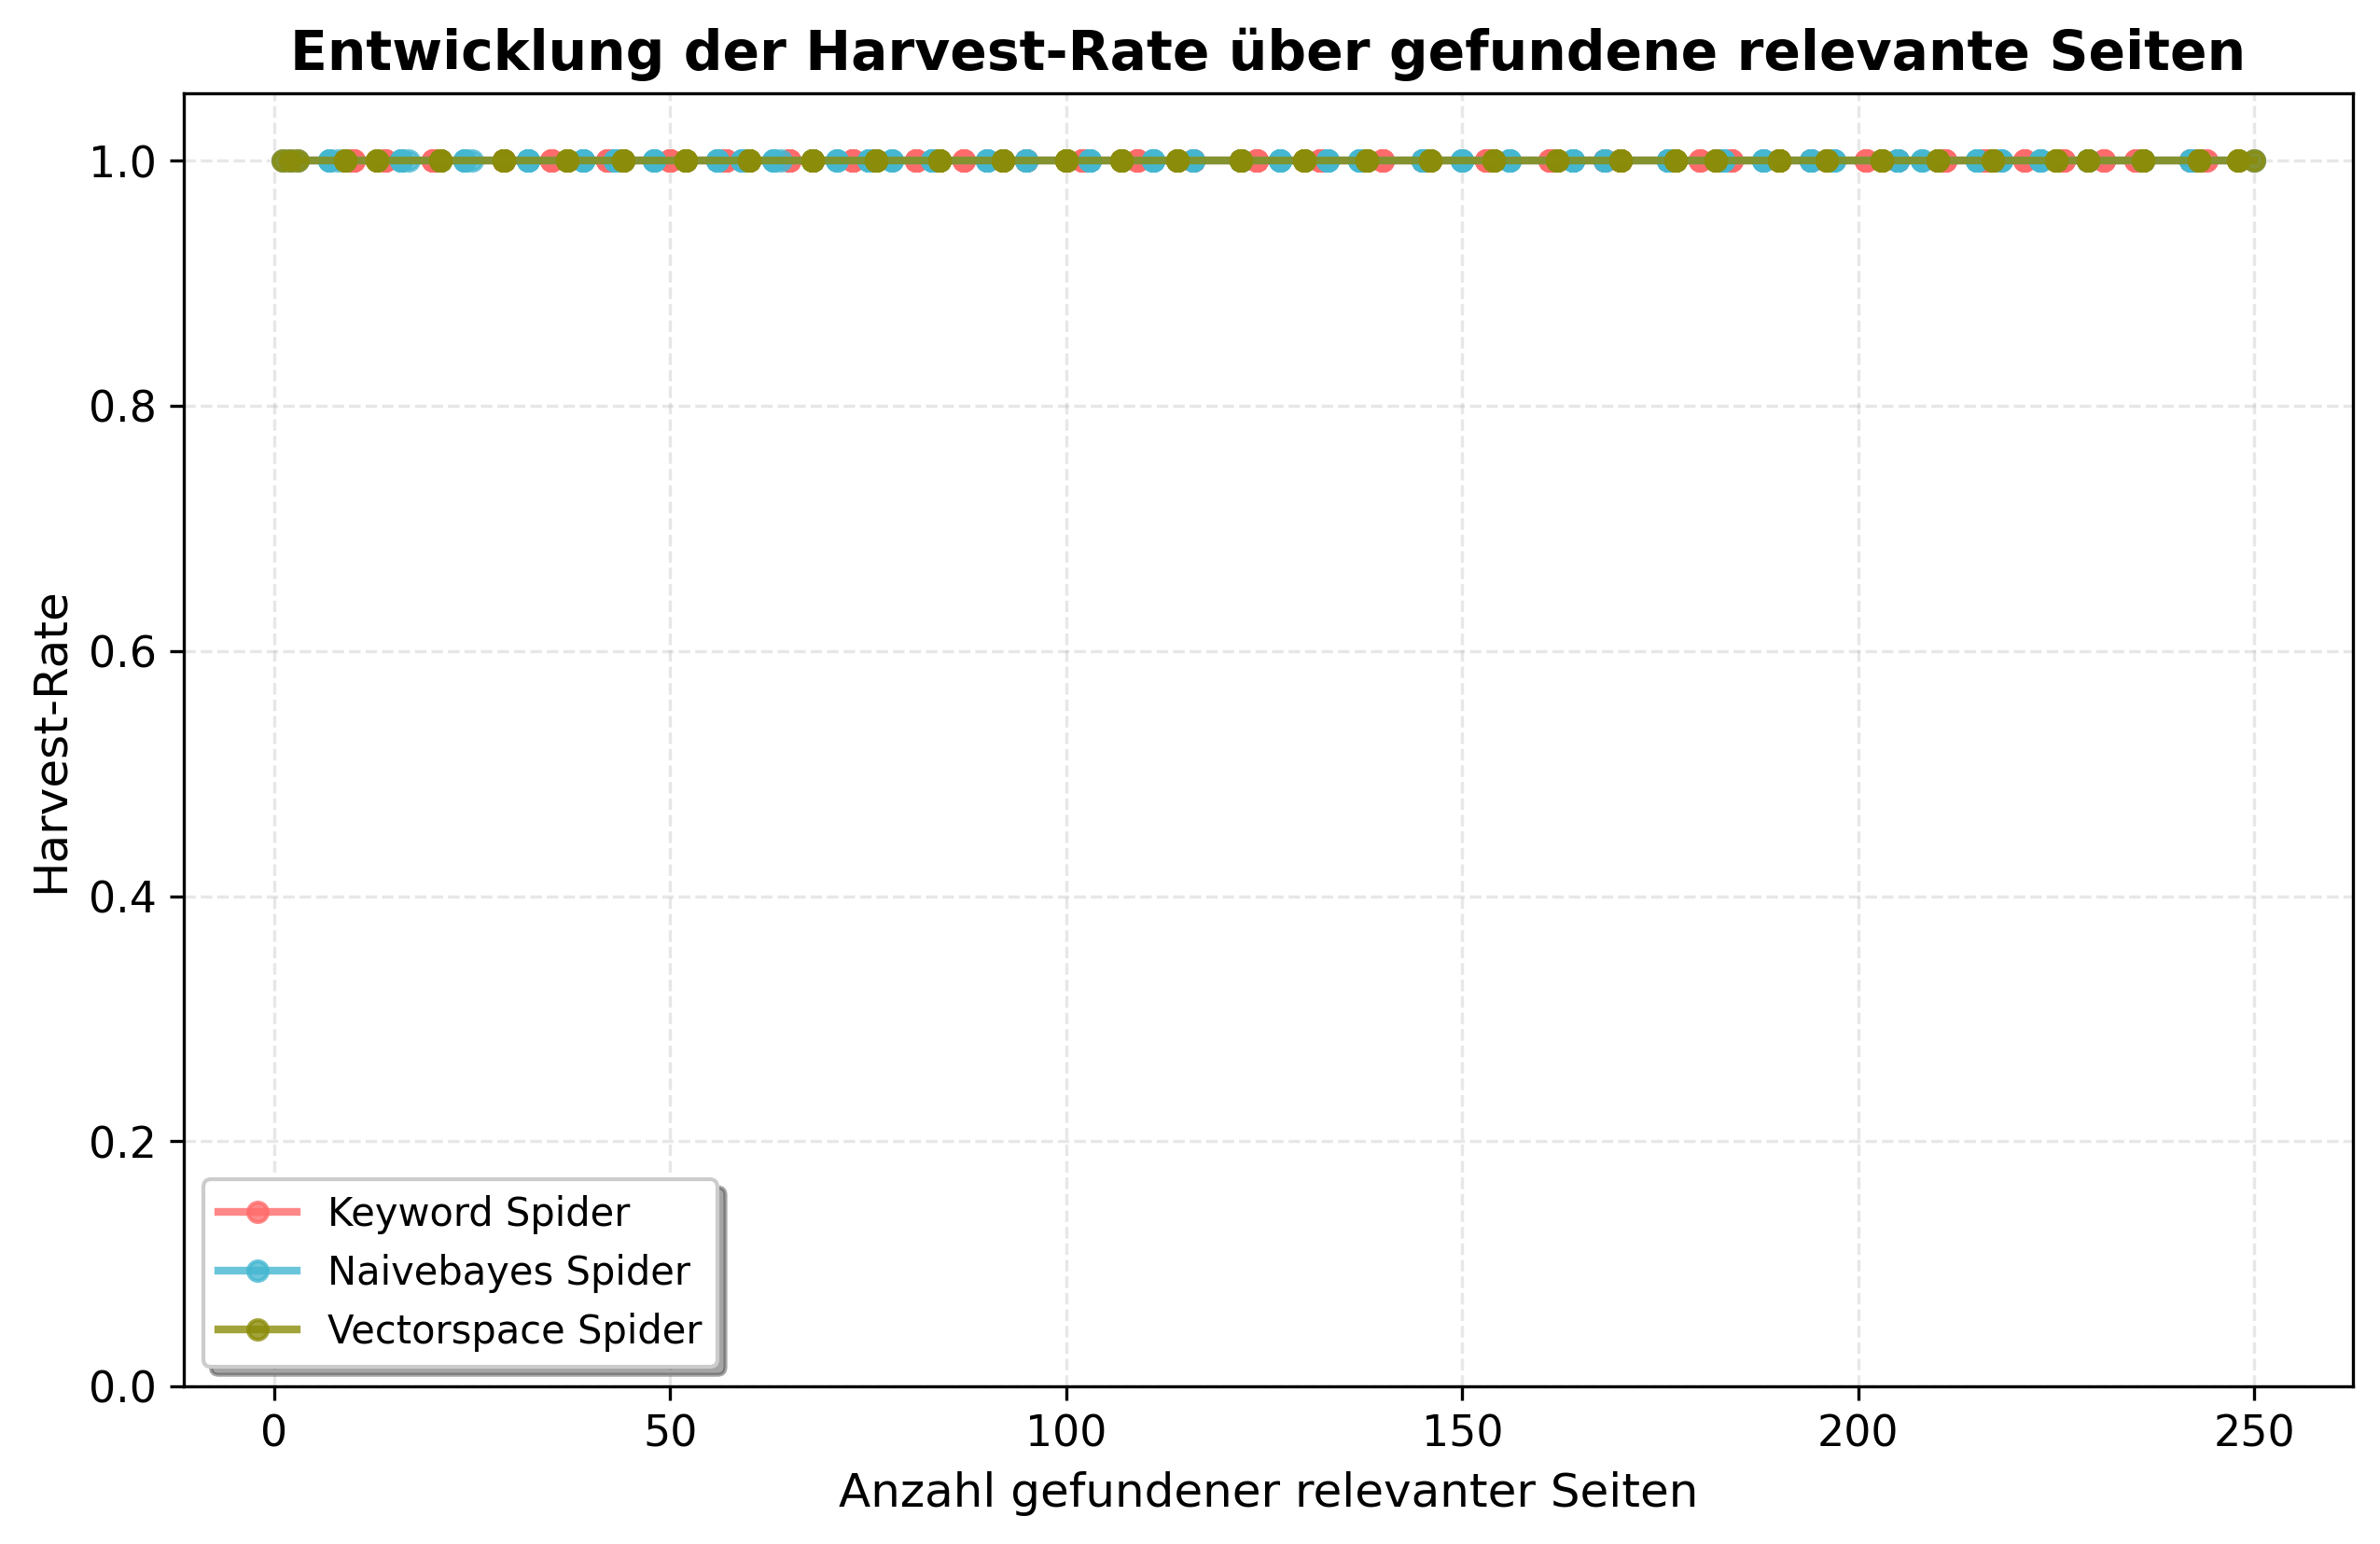 Entwicklung der Harvest-Rate über gefundene relevante Seiten
Harvest-Rate
1.0
0.8
0.6
0.4
0.2
0.0
Keyword Spider
Naivebayes Spider
Vectorspace Spider
0 50 100 150 200 250
Anzahl gefundener relevanter Seiten